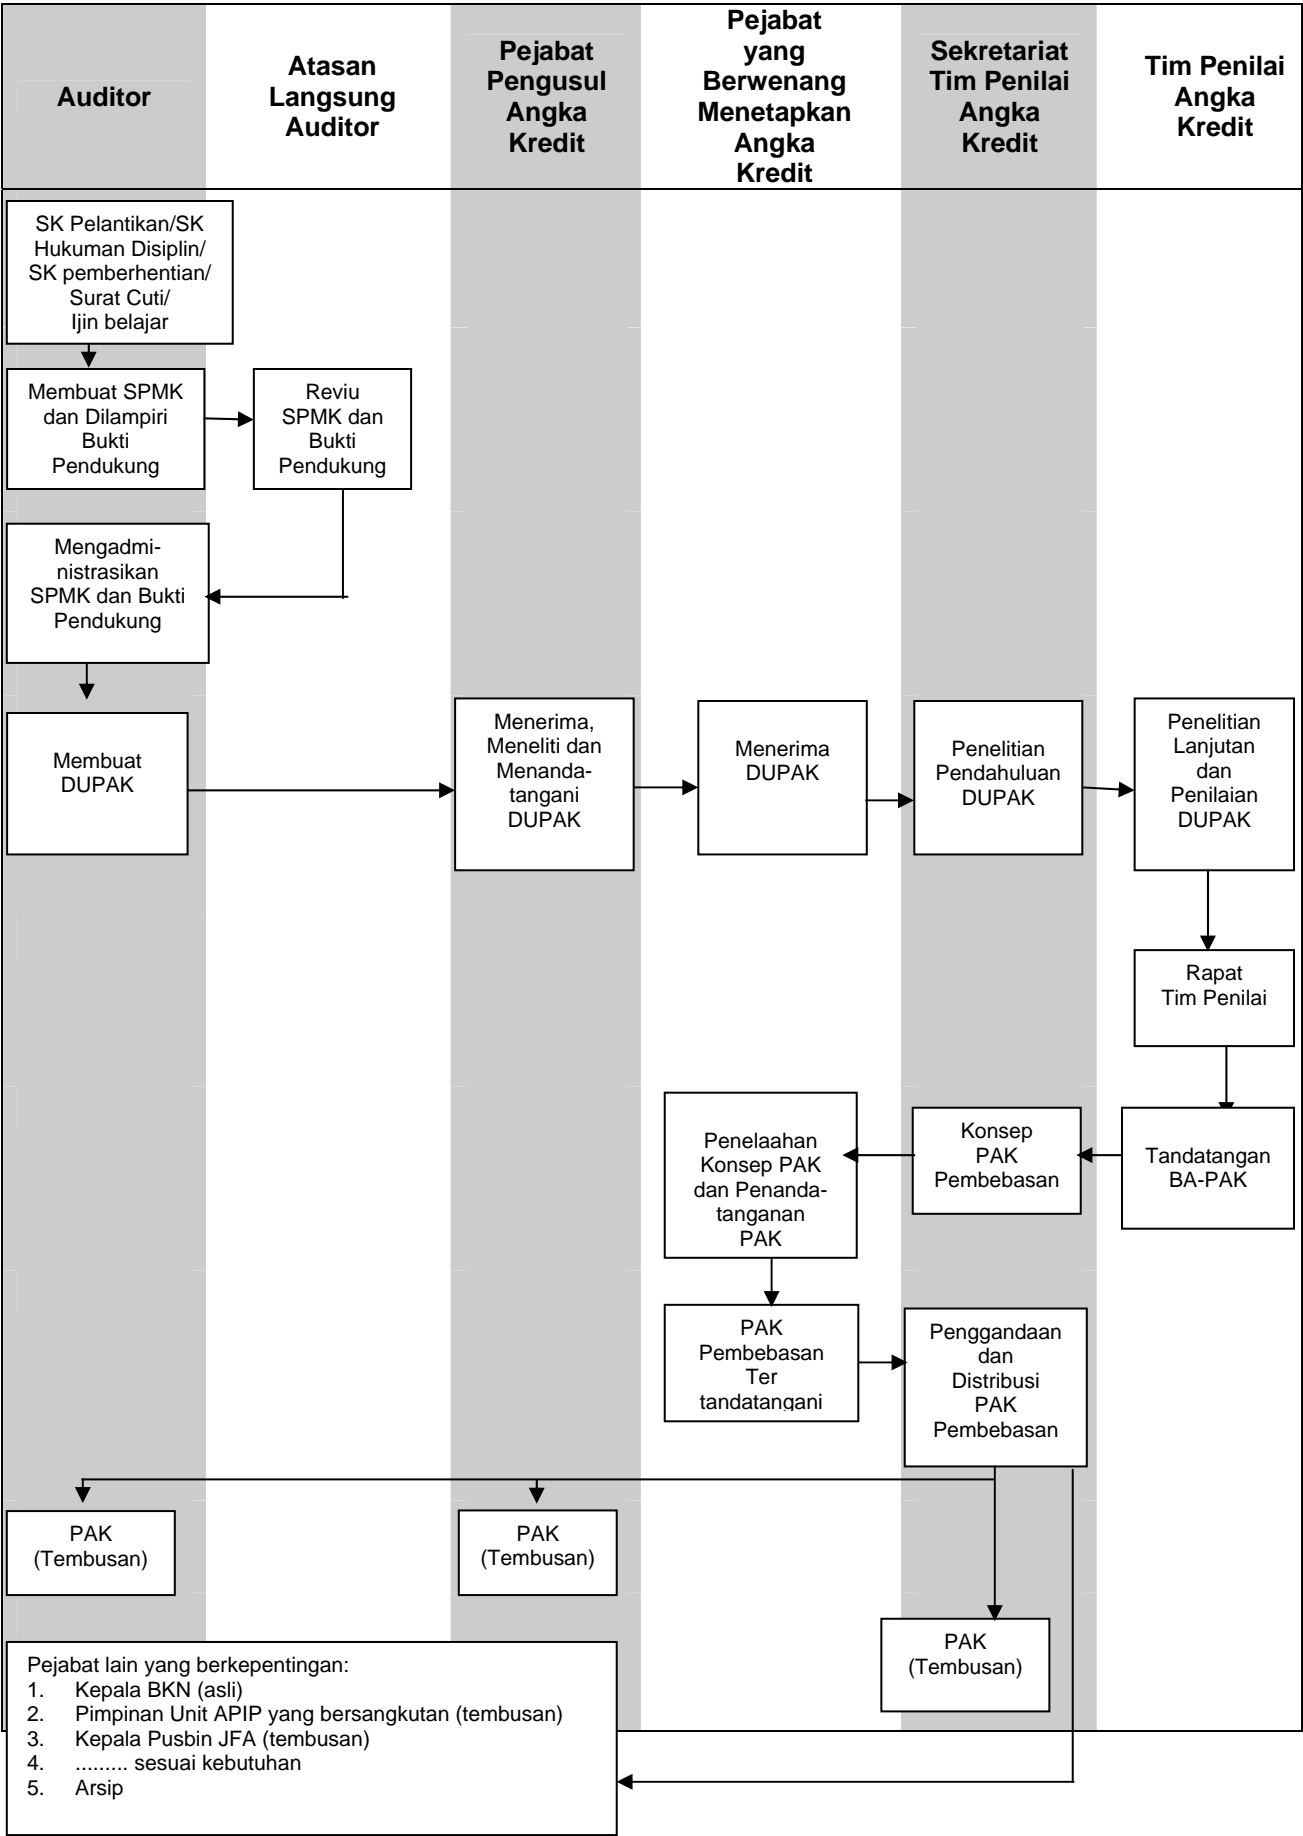 Auditor
Atasan
Langsung
Auditor
Pejabat
Pengusul
Angka
Kredit
Pejabat
yang
Berwenang
Menetapkan
Angka
Kredit
Sekretariat
Tim Penilai
Angka
Kredit
Tim Penilai
Angka
Kredit
SK Pelantikan/SK
Hukuman Disiplin/
SK pemberhentian/
Surat Cuti/
Ijin belajar
Membuat SPMK
dan Dilampiri
Bukti
Pendukung
Reviu
SPMK dan
Bukti
Pendukung
Mengadmi-
nistrasikan
SPMK dan Bukti
Pendukung
Membuat
DUPAK
Menerima,
Meneliti dan
Menanda-
tangani
DUPAK
Menerima
DUPAK
Penelitian
Pendahuluan
DUPAK
Penelitian
Lanjutan
dan
Penilaian
DUPAK
Rapat
Tim Penilai
Tandatangan
BA-PAK
Konsep
PAK
Pembebasan
Penelaahan
Konsep PAK
dan Penanda-
tanganan
PAK
PAK
Pembebasan
Ter
tandatangani
Penggandaan
dan
Distribusi
PAK
Pembebasan
PAK
(Tembusan)
PAK
(Tembusan)
PAK
(Tembusan)
Pejabat lain yang berkepentingan:
1. Kepala BKN (asli)
2. Pimpinan Unit APIP yang bersangkutan (tembusan)
3. Kepala Pusbin JFA (tembusan)
4. ......... sesuai kebutuhan
5. Arsip